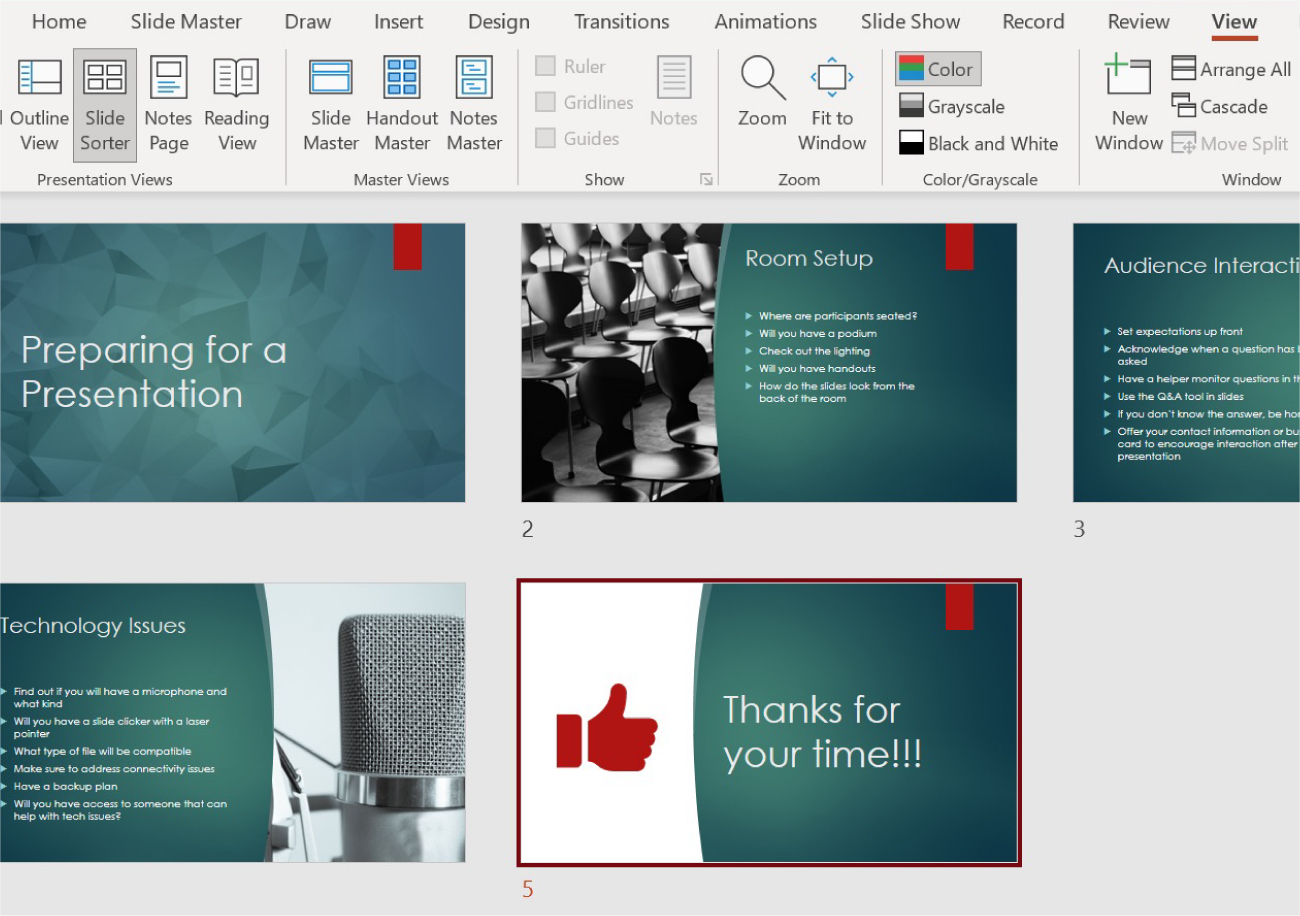 Home Slide Master Draw Insert Design Transitions Animations Slide Show Record Review View
Outline View
Slide Sorter
Notes Page
Reading View
Presentation Views
Slide Master
Handout Master
Notes Master
Master Views
Ruler
Gridlines
Guides
Notes
Show
Zoom
Fit to Window
Zoom
Color
Grayscale
Black and White
Color/Grayscale
New Window
Arrange All
Cascade
Move Split
Window
Preparing for a
Presentation
Room Setup
Where are participants seated?
Will you have a podium
Check out the lighting
Will you have handouts
How do the slides look from the
back of the room
2
Audience Interacti
Set expectations up front
Acknowledge when a question has
asked
Have a helper monitor questions in
Use the Q&A tool in slides
If you don't know the answer, be
Offer your contact information or
card to encourage interaction after
presentation
3
Technology Issues
Find out if you will have a microphone and
what kind
Will you have a slide clicker with a laser
pointer
What type of file will be compatible
Make sure to address connectivity issues
Have a backup plan
Will you have access to someone that can
help with tech issues?
Thanks for
your time!!!
5